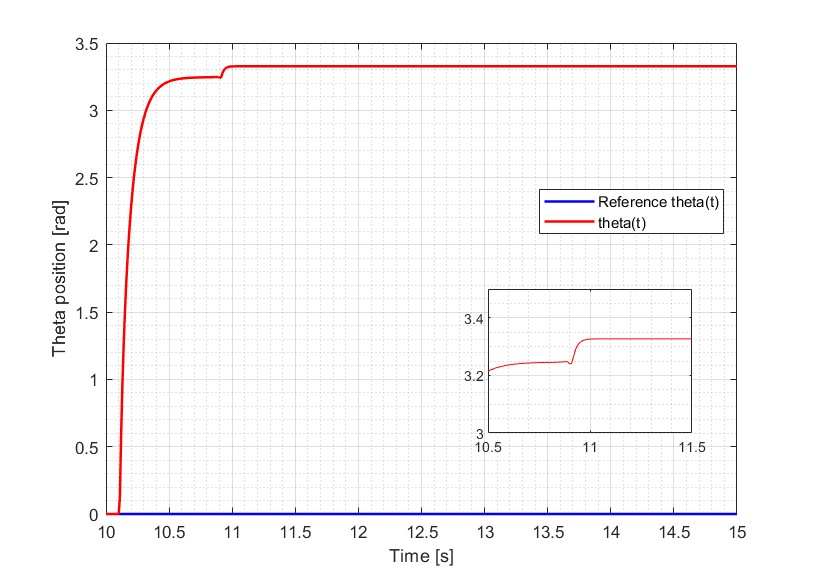 3.5
3
2.5
2
1.5
1
0.5
0
Theta position [rad]
Reference theta(t)
theta(t)
3.4
3.2
3
10.5 11 11.5
10 10.5 11 11.5 12 12.5 13 13.5 14 14.5 15
Time [s]